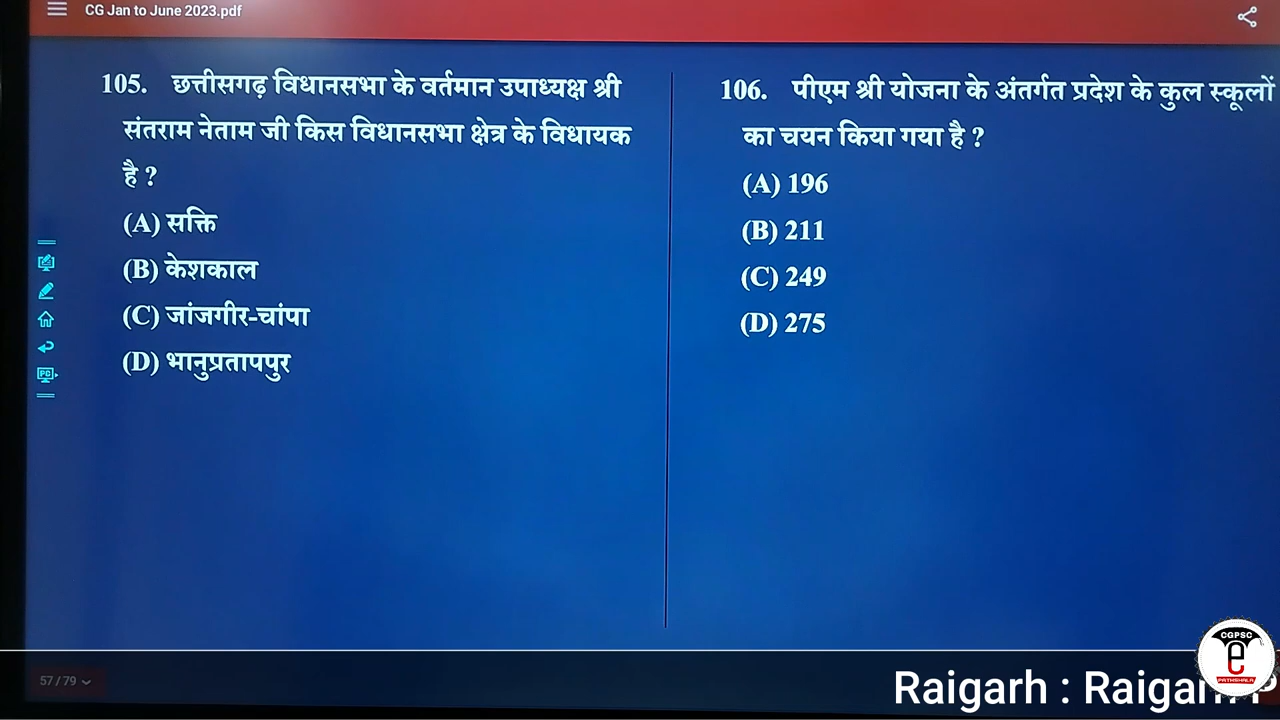 CG Jan to June 2023.pdf
105. छत्तीसगढ़ विधानसभा के वर्तमान उपाध्यक्ष श्री
संतराम नेताम जी किस विधानसभा क्षेत्र के विधायक
है ?
(A) सक्ति
(B) केशकाल
(C) जांजगीर-चांपा
(D) भानुप्रतापपुर
106. पीएम श्री योजना के अंतर्गत प्रदेश के कुल स्कूलों
का चयन किया गया है ?
(A) 196
(B) 211
(C) 249
(D) 275
PC
57 / 79
CGPSC
e
PATHSHALA
Raigarh :